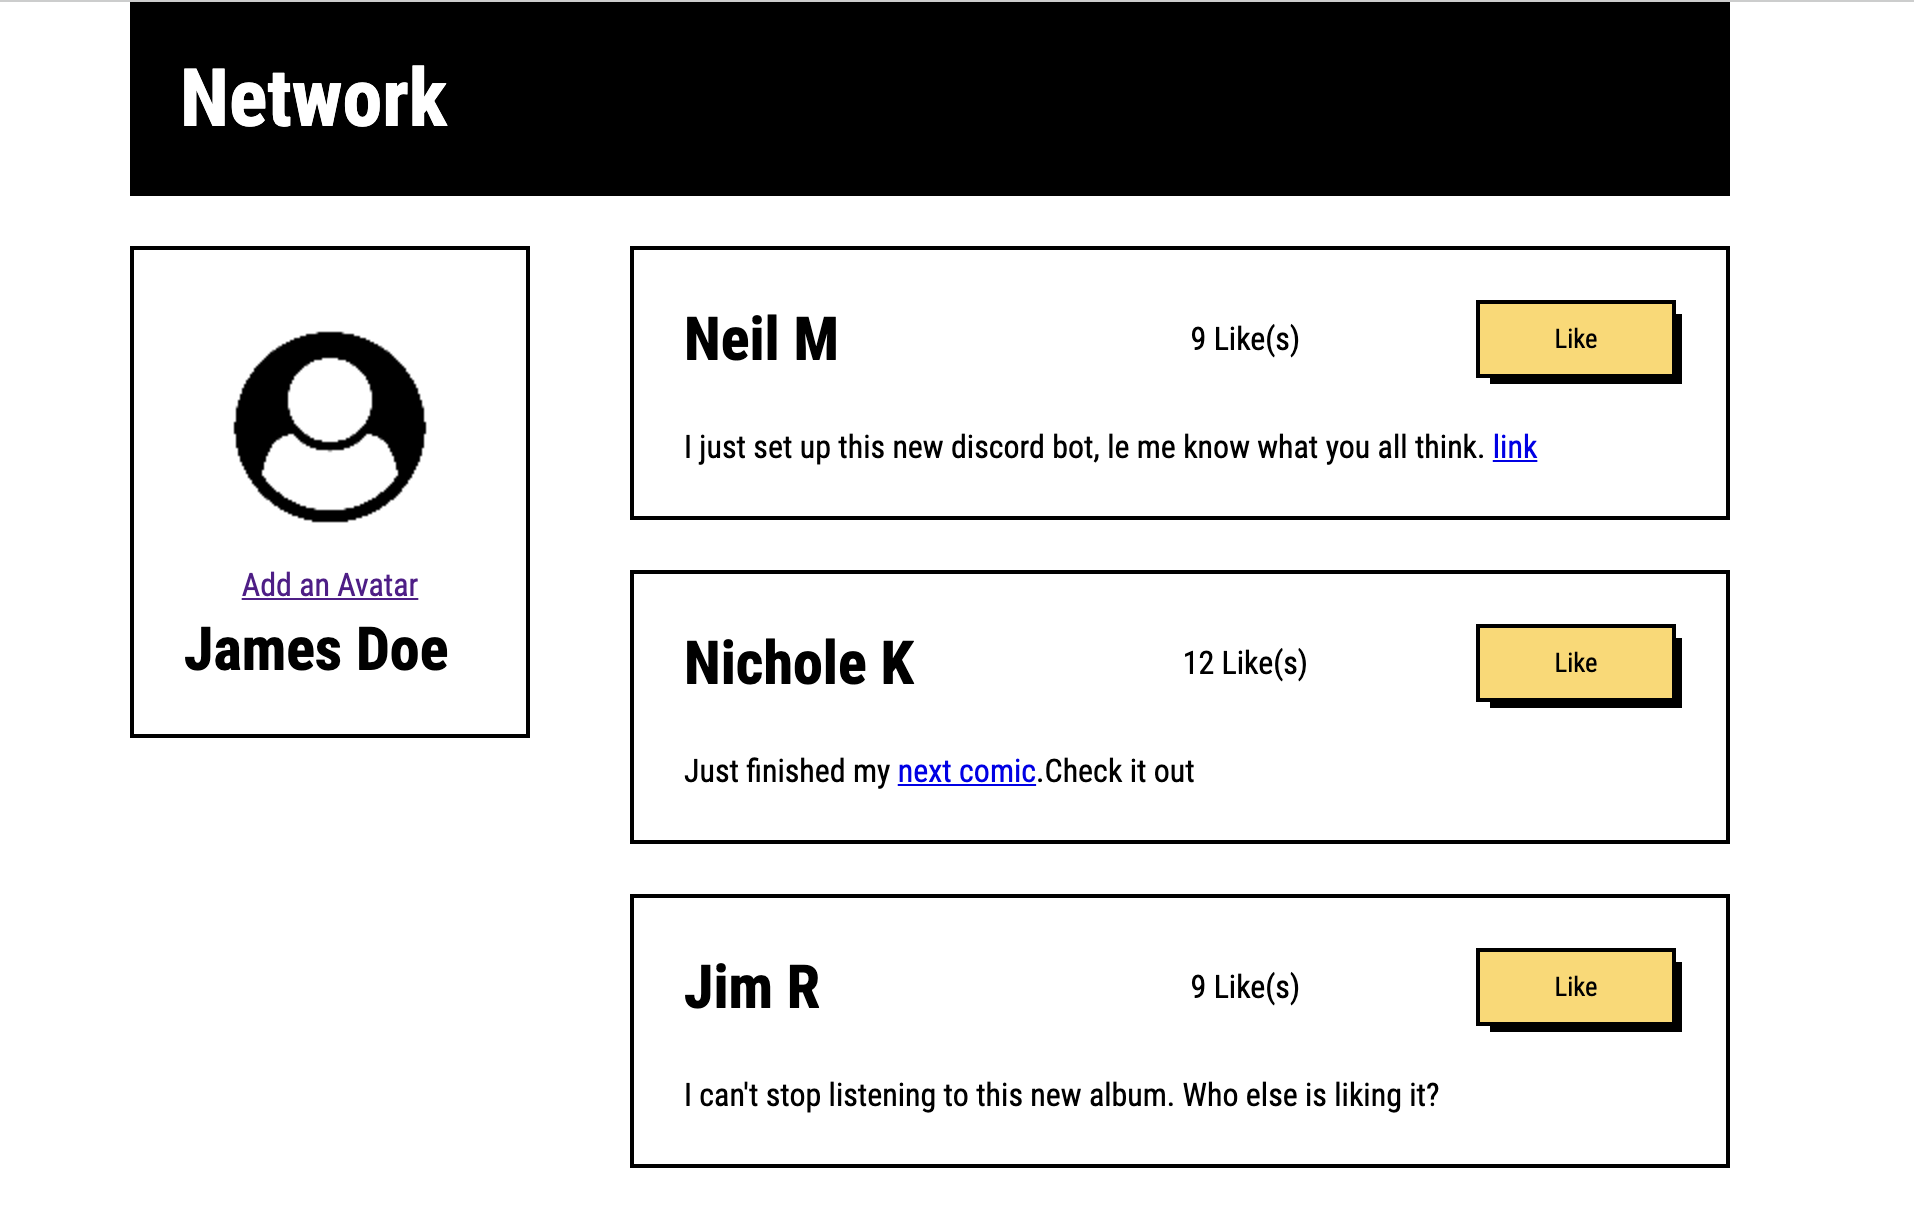 Network
Add an Avatar
James Doe
Neil M
9 Like(s)
Like
I just set up this new discord bot, le me know what you all think. link
Nichole K
12 Like(s)
Like
Just finished my next comic.Check it out
Jim R
9 Like(s)
Like
I can't stop listening to this new album. Who else is liking it?